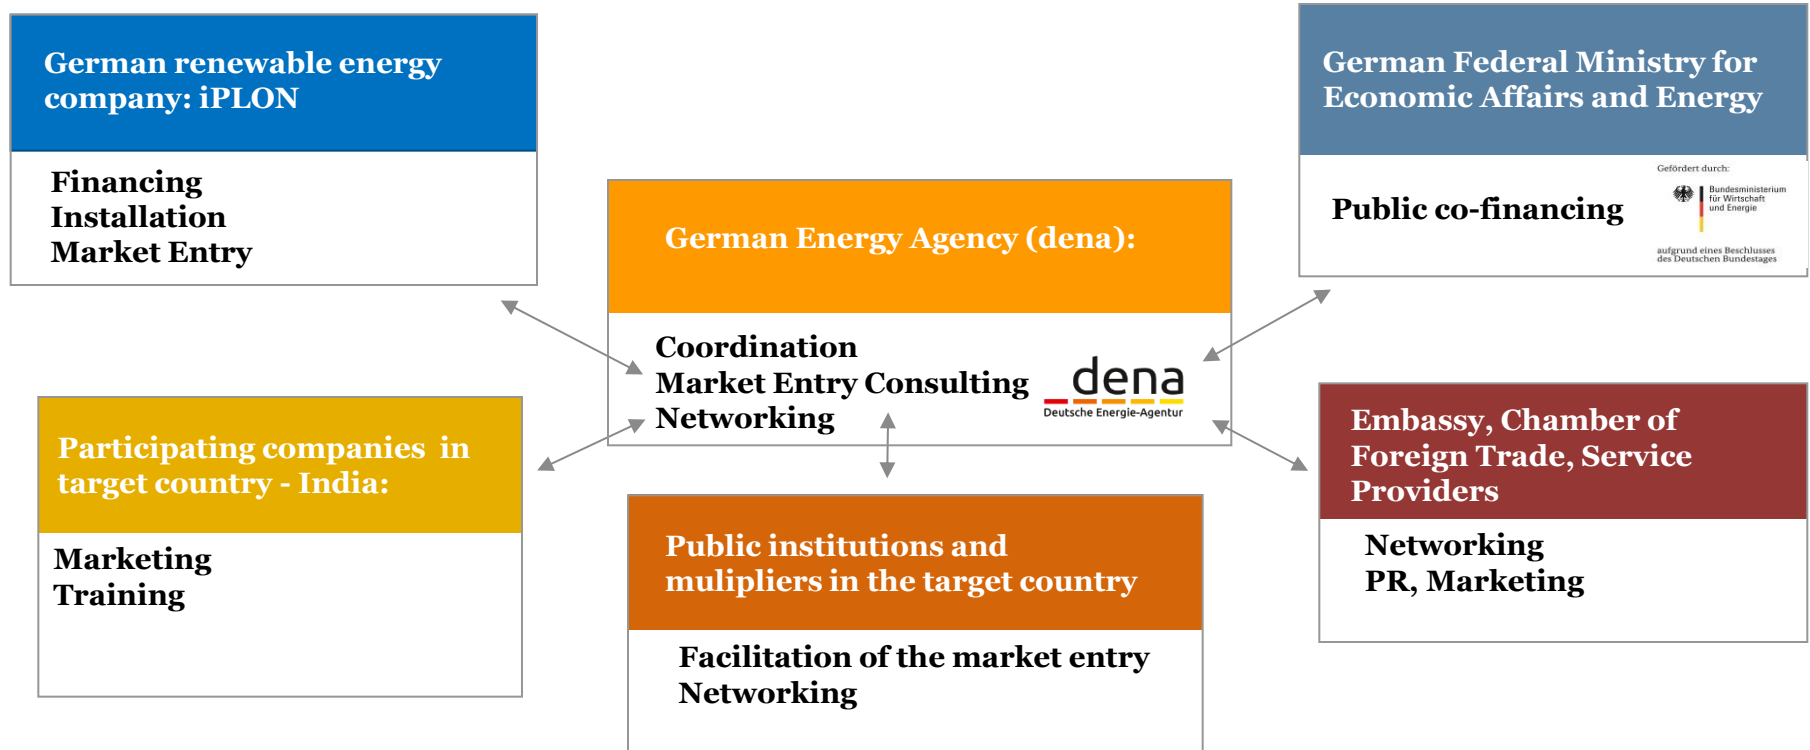 German renewable energy
company: iPLON
Financing
Installation
Market Entry
German Federal Ministry for
Economic Affairs and Energy
Public co-financing
Gefördert durch:
Bundesministerium
für Wirtschaft
und Energie
aufgrund eines Beschlusses
des Deutschen Bundestages
German Energy Agency (dena):
Coordination
Market Entry Consulting
Networking
dena
Deutsche Energie-Agentur
Participating companies in
target country - India:
Marketing
Training
Public institutions and
mulipliers in the target country
Facilitation of the market entry
Networking
Embassy, Chamber of
Foreign Trade, Service
Providers
Networking
PR, Marketing